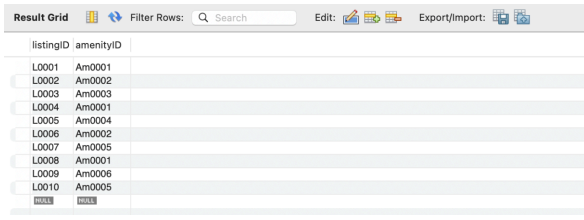 Result Grid Filter Rows: Search Edit: Export/Import:
listingID amenityID
L0001 Am0001
L0002 Am0002
L0003 Am0003
L0004 Am0001
L0005 Am0004
L0006 Am0002
L0007 Am0005
L0008 Am0001
L0009 Am0006
L0010 Am0005
NULL NULL